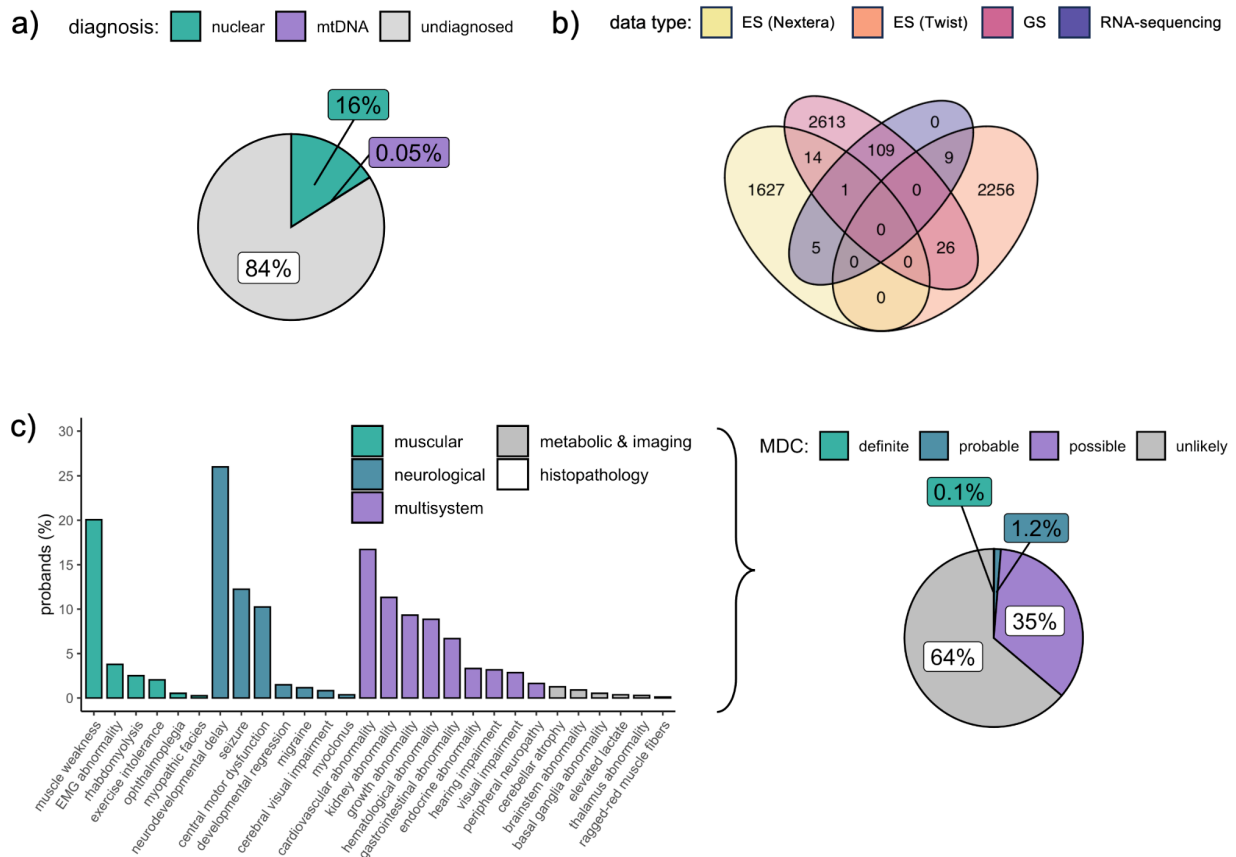 a) diagnosis: nuclear mtDNA undiagnosed
16%
0.05%
84%
b) data type: ES (Nextera) ES (Twist) GS RNA-sequencing
2613 0
14 109 9
1627 1 0 2256
0
5 0 0 26
0
c)
probands (%)
30
25
20
15
10
5
0
muscular
neurological
multisystem
metabolic & imaging
histopathology
muscle weakness
EMG abnormality
rhabdomyolysis
exercise intolerance
ophthalmoplegia
myopathic facies
neurodevelopmental delay
seizure
central motor dysfunction
developmental regression
migraine
cerebral visual impairment
myoclonus
cardiovascular abnormality
kidney abnormality
growth abnormality
hematological abnormality
gastrointestinal abnormality
endocrine abnormality
hearing impairment
visual impairment
peripheral neuropathy
cerebellar atrophy
brainstem abnormality
basal ganglia abnormality
elevated lactate
thalamus abnormality
ragged-red muscle fibers
MDC: definite probable possible unlikely
0.1%
1.2%
35%
64%